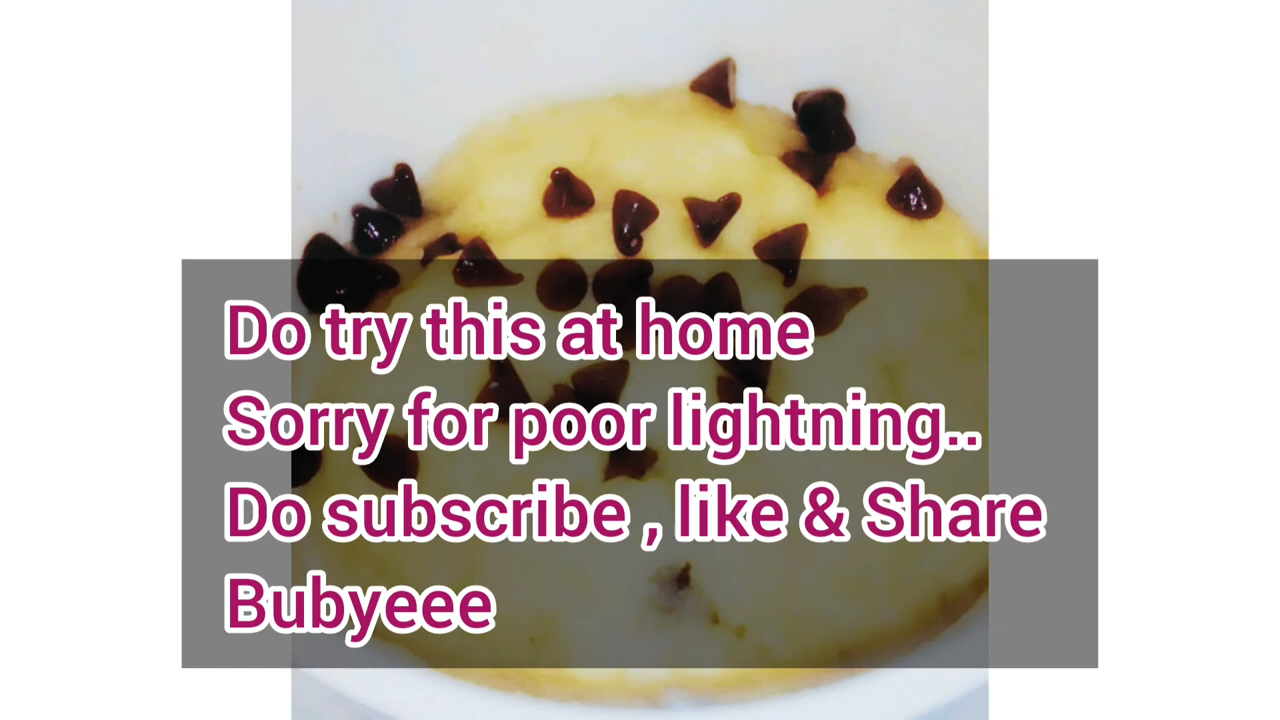 Do try this at home
Sorry for poor lightning..
Do subscribe , like & Share
Bubyeee